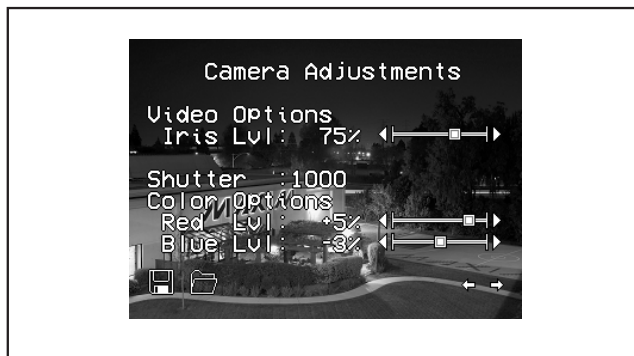 Camera Adjustments
Video Options
Iris Lvl: 75%
Shutter :1000
Color Options
Red Lvl: +5%
Blue Lvl: -3%